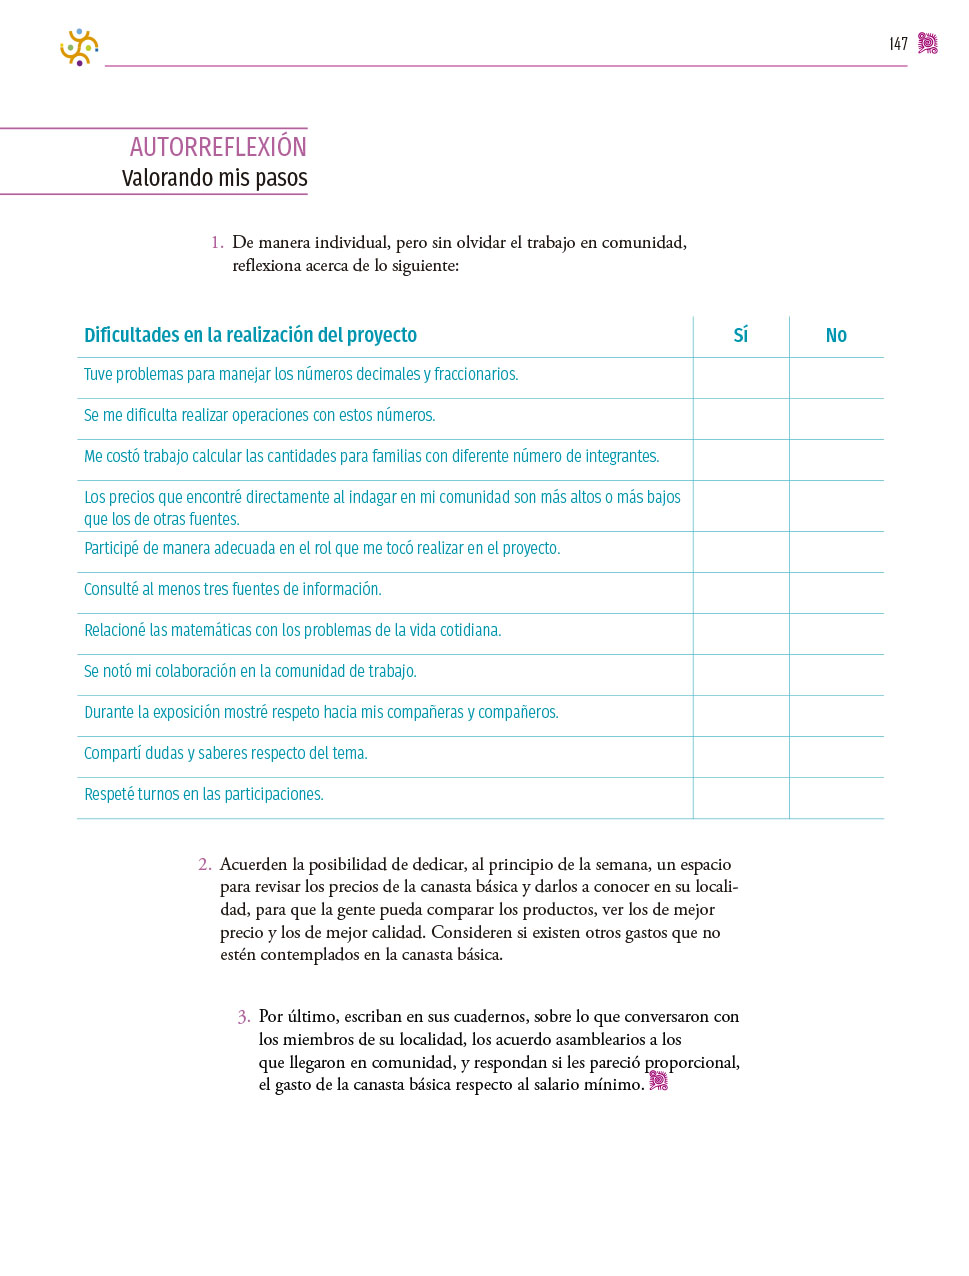 147
AUTORREFLEXIÓN
Valorando mis pasos
1. De manera individual, pero sin olvidar el trabajo en comunidad,
reflexiona acerca de lo siguiente:
Dificultades en la realización del proyecto Sí No
Tuve problemas para manejar los números decimales y fraccionarios.
Se me dificulta realizar operaciones con estos números.
Me costó trabajo calcular las cantidades para familias con diferente número de integrantes.
Los precios que encontré directamente al indagar en mi comunidad son más altos o más bajos
que los de otras fuentes.
Participé de manera adecuada en el rol que me tocó realizar en el proyecto.
Consulté al menos tres fuentes de información.
Relacioné las matemáticas con los problemas de la vida cotidiana.
Se notó mi colaboración en la comunidad de trabajo.
Durante la exposición mostré respeto hacia mis compañeras y compañeros.
Compartí dudas y saberes respecto del tema.
Respeté turnos en las participaciones.
2. Acuerden la posibilidad de dedicar, al principio de la semana, un espacio
para revisar los precios de la canasta básica y darlos a conocer en su locali-
dad, para que la gente pueda comparar los productos, ver los de mejor
precio y los de mejor calidad. Consideren si existen otros gastos que no
estén contemplados en la canasta básica.
3. Por último, escriban en sus cuadernos, sobre lo que conversaron con
los miembros de su localidad, los acuerdo asamblearios a los
que llegaron en comunidad, y respondan si les pareció proporcional,
el gasto de la canasta básica respecto al salario mínimo.